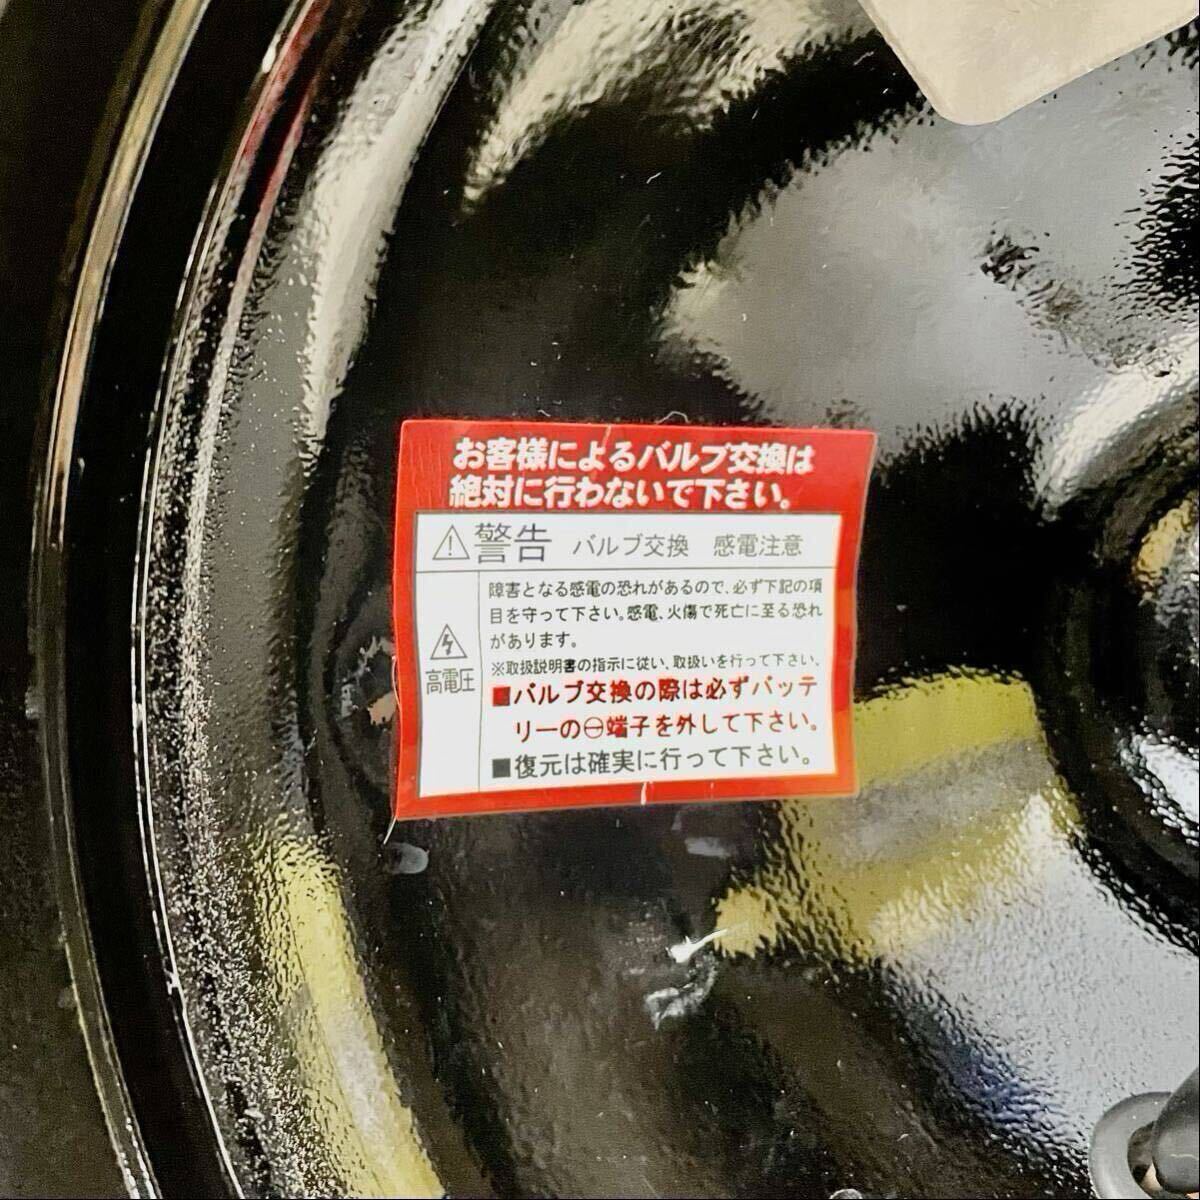 お客様によるバルブ交換は
絶対に行わないで下さい。
警告 バルブ交換 感電注意
高電圧
障害となる感電の恐れがあるので、必ず下記の項
目を守って下さい。感電、火傷で死亡に至る恐れ
があります。
※取扱説明書の指示に従い、取扱いを行って下さい。
■バルブ交換の際は必ずバッテ
リーの⊖端子を外して下さい。
■復元は確実に行って下さい。